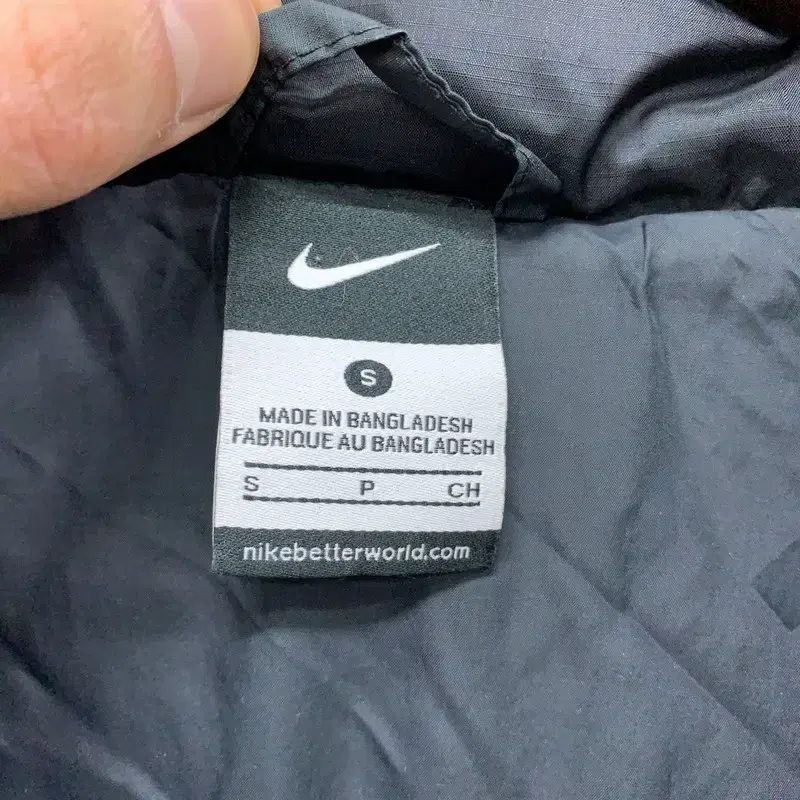 S
MADE IN BANGLADESH
FABRIQUE AU BANGLADESH
S P CH
nikebetterworld.com